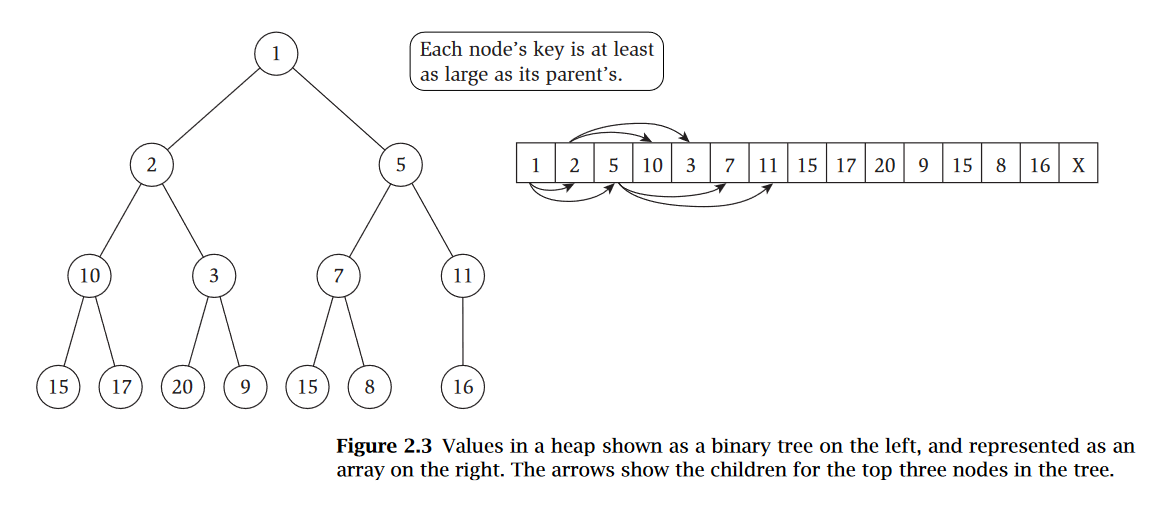 1
Each node's key is at least
as large as its parent's.
2 5
1 2 5 10 3 7 11 15 17 20 9 15 8 16 X
10 3 7 11
15 17 20 9 15 8 16
Figure 2.3 Values in a heap shown as a binary tree on the left, and represented as an
array on the right. The arrows show the children for the top three nodes in the tree.